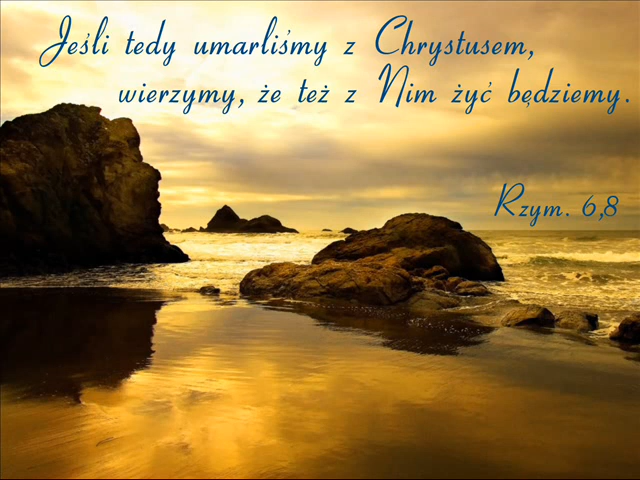 Jeśli tedy umarliśmy z Chrystusem,
wierzymy, że też z Nim żyć będziemy.
Rzym. 6,8